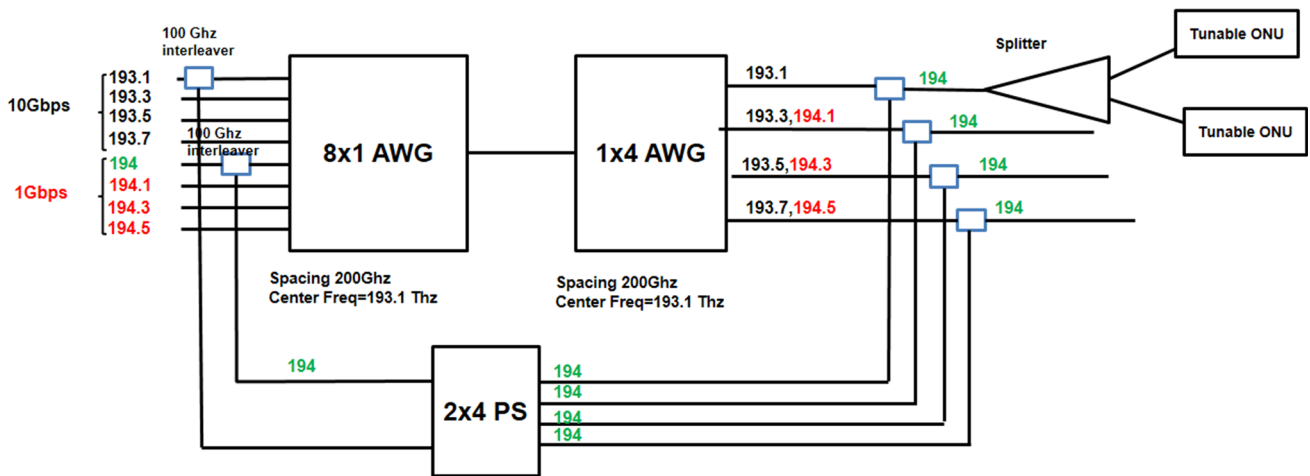 100 Ghz
interleaver
193.1
193.3
10Gbps
193.5
193.7
100 Ghz
interleaver
194
1Gbps
194.1
194.3
194.5
8x1 AWG
Spacing 200Ghz
Center Freq=193.1 Thz
1x4 AWG
Spacing 200Ghz
Center Freq=193.1 Thz
193.1
194
193.3,194.1
194
193.5,194.3
194
193.7,194.5
194
Splitter
Tunable ONU
Tunable ONU
194
2x4 PS
194
194
194
194